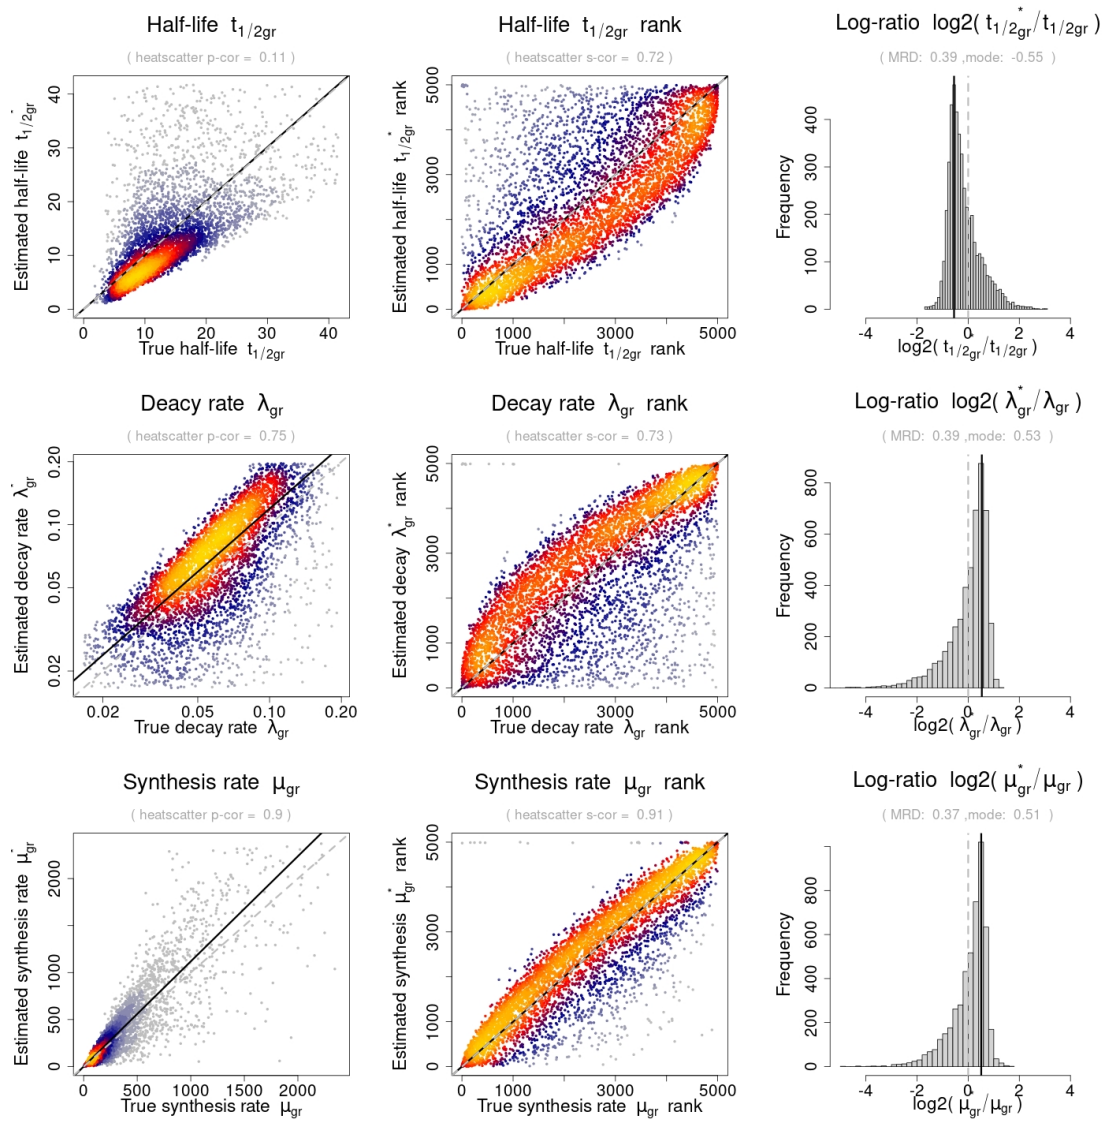 Half-life t1/2gr
( heatscatter p-cor = 0.11 )
Estimated half-life t*1/2gr
0 10 20 30 40
0 10 20 30 40
True half-life t1/2gr
Half-life t1/2gr rank
( heatscatter s-cor = 0.72 )
Estimated half-life t*1/2gr rank
0 1000 3000 5000
0 1000 3000 5000
True half-life t1/2gr rank
Log-ratio log2( t*1/2gr/t1/2gr )
( MRD: 0.39 ,mode: -0.55 )
Frequency
0 100 200 300 400
-4 -2 0 2 4
log2( t1/2gr/t1/2gr )
Deacy rate λgr
( heatscatter p-cor = 0.75 )
Estimated decay rate λ*gr
0.02 0.05 0.10 0.20
0.02 0.05 0.10 0.20
True decay rate λgr
Decay rate λgr rank
( heatscatter s-cor = 0.73 )
Estimated decay λ*gr rank
0 1000 3000 5000
0 1000 3000 5000
True decay rate λgr rank
Log-ratio log2( λ*gr/λgr )
( MRD: 0.39 ,mode: 0.53 )
Frequency
0 200 400 600 800
-4 -2 0 2 4
log2( λgr/λgr )
Synthesis rate μgr
( heatscatter p-cor = 0.9 )
Estimated synthesis rate μ*gr
0 500 1000 2000
0 500 1000 1500 2000
True synthesis rate μgr
Synthesis rate μgr rank
( heatscatter s-cor = 0.91 )
Estimated synthesis μ*gr rank
0 1000 3000 5000
0 1000 3000 5000
True synthesis rate μgr rank
Log-ratio log2( μ*gr/μgr )
( MRD: 0.37 ,mode: 0.51 )
Frequency
0 200 400 600 800
-4 -2 0 2 4
log2( μgr/μgr )